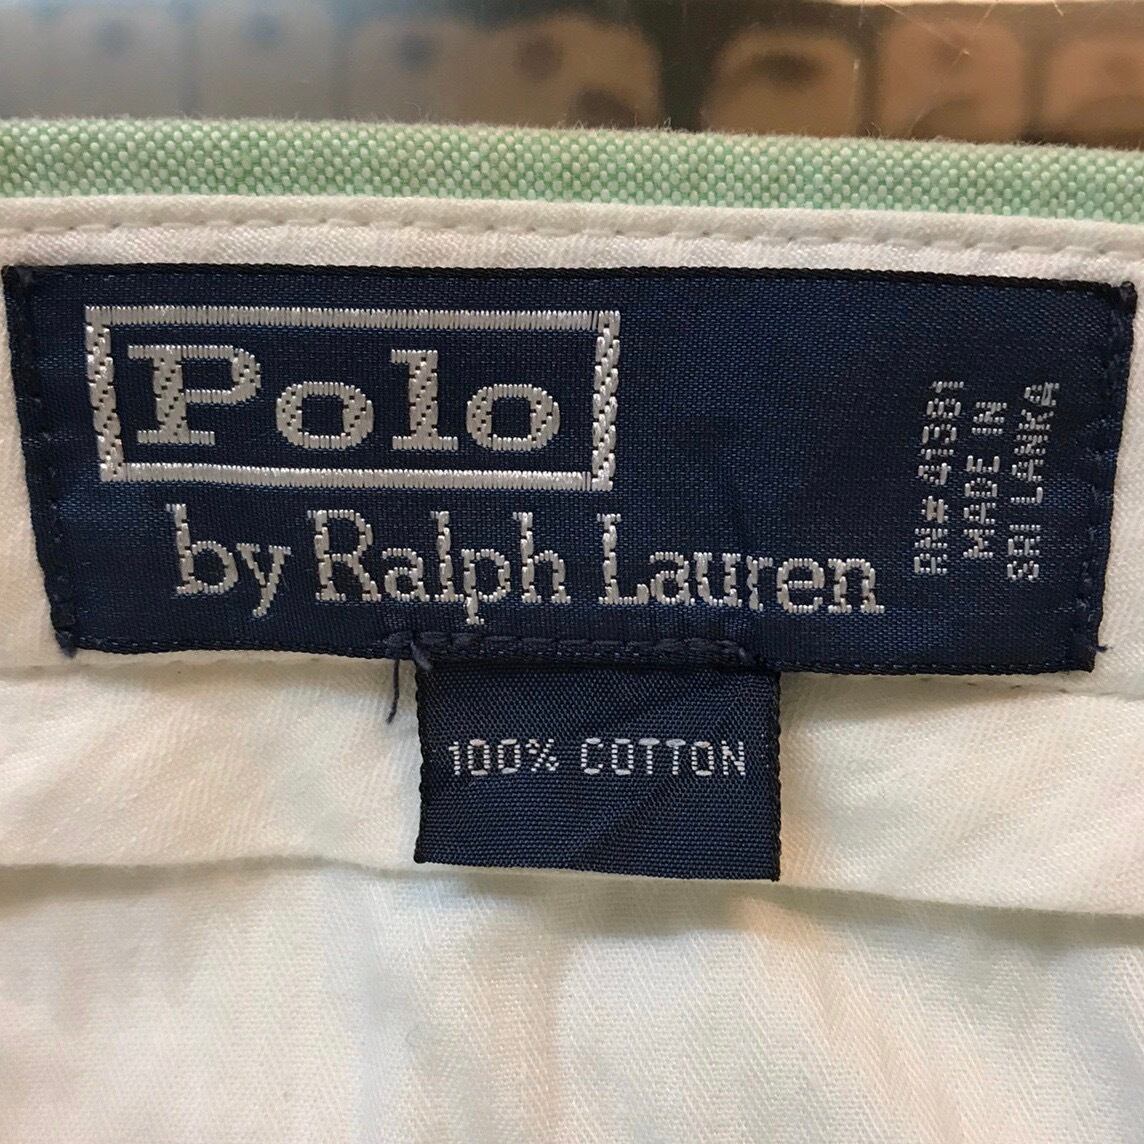 Polo
by Ralph Lauren
RN# 41381
MADE IN
SRI LANKA
100% COTTON